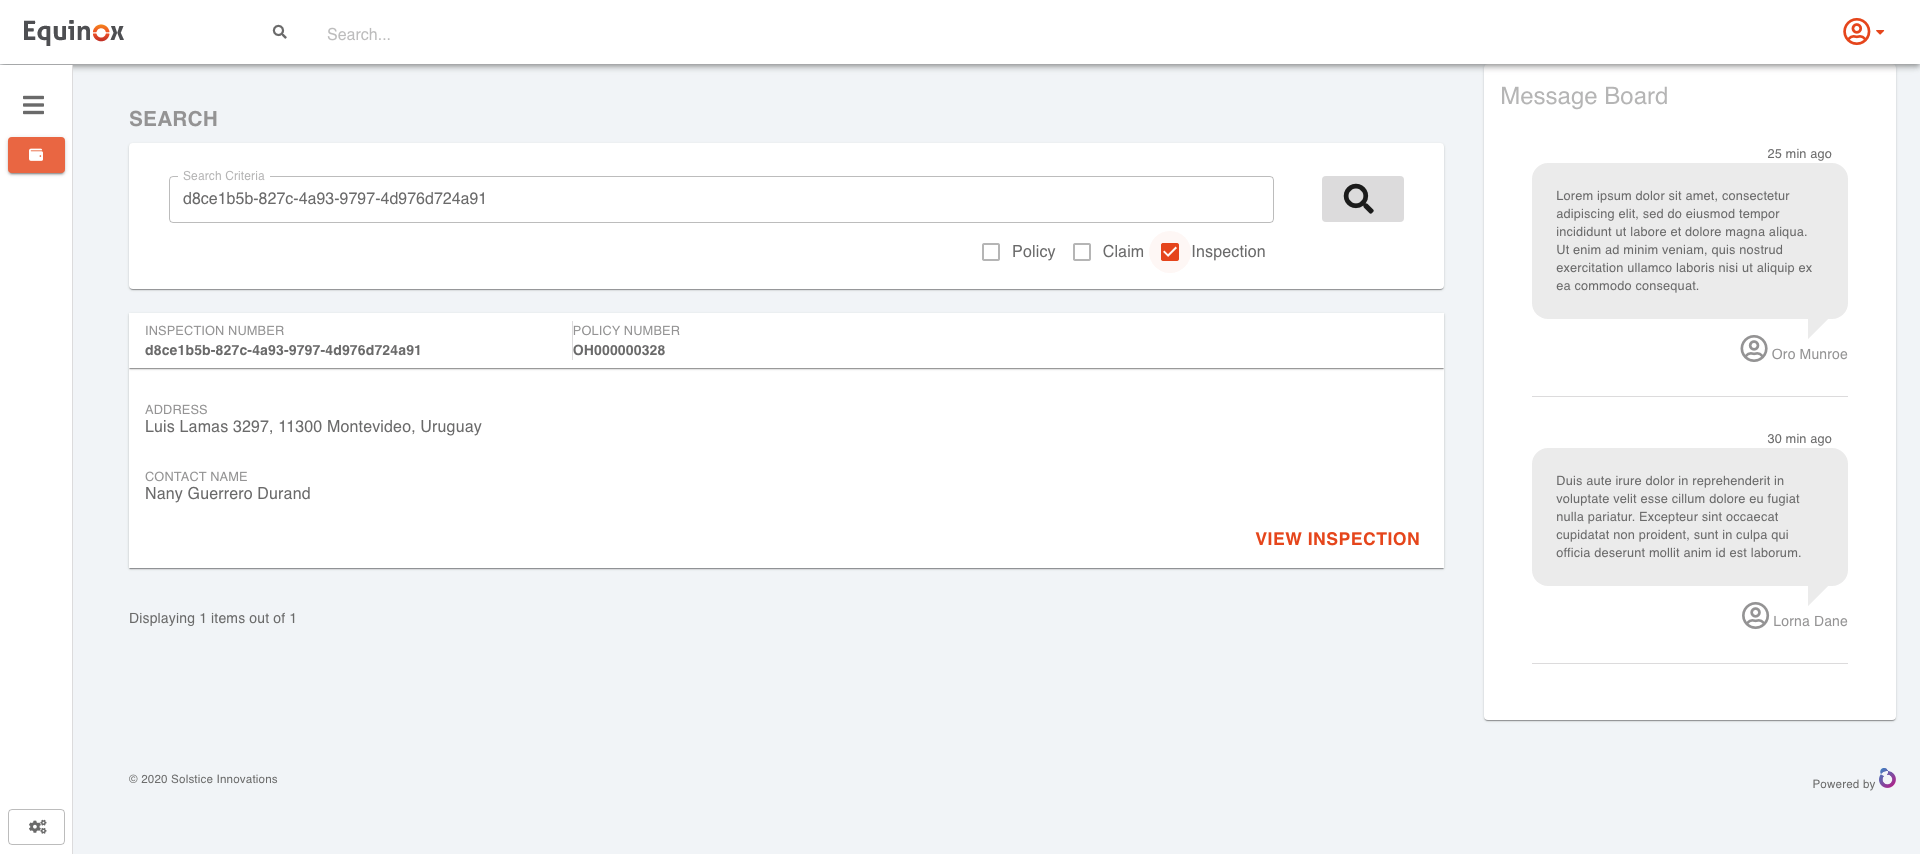 Equinox
Search...
SEARCH
Search Criteria
d8ce1b5b-827c-4a93-9797-4d976d724a91
Policy
Claim
Inspection
INSPECTION NUMBER
d8ce1b5b-827c-4a93-9797-4d976d724a91
POLICY NUMBER
OH000000328
ADDRESS
Luis Lamas 3297, 11300 Montevideo, Uruguay
CONTACT NAME
Nany Guerrero Durand
VIEW INSPECTION
Displaying 1 items out of 1
Message Board
25 min ago
Lorem ipsum dolor sit amet, consectetur
adipiscing elit, sed do eiusmod tempor
incididunt ut labore et dolore magna aliqua.
Ut enim ad minim veniam, quis nostrud
exercitation ullamco laboris nisi ut aliquip ex
ea commodo consequat.
Oro Munroe
30 min ago
Duis aute irure dolor in reprehenderit in
voluptate velit esse cillum dolore eu fugiat
nulla pariatur. Excepteur sint occaecat
cupidatat non proident, sunt in culpa qui
officia deserunt mollit anim id est laborum.
Lorna Dane
© 2020 Solstice Innovations
Powered by